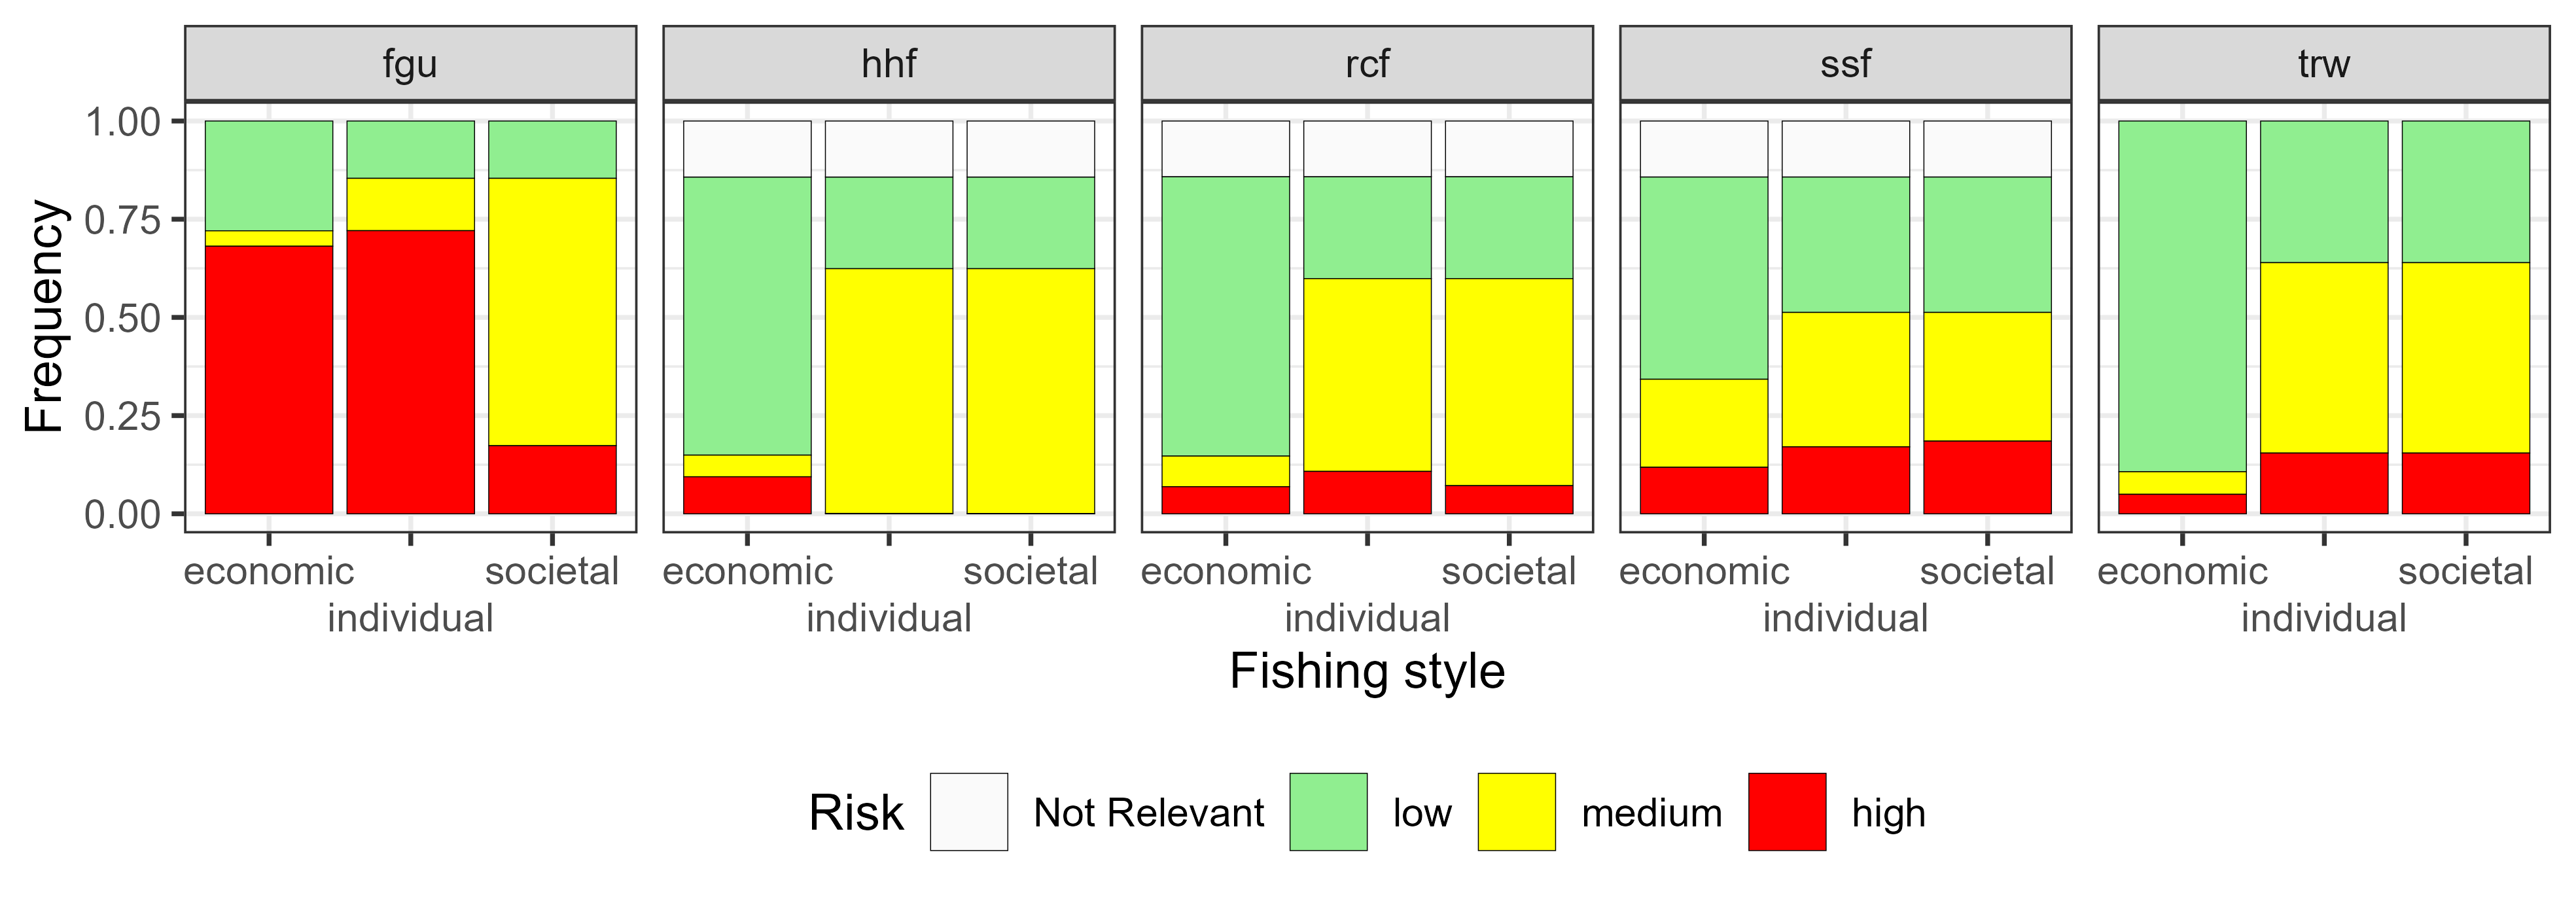 fgu hhf rcf ssf trw
1.00
0.75
0.50
0.25
0.00
Frequency
economic societal economic societal economic societal economic societal economic societal
individual individual individual individual individual
Fishing style
Risk Not Relevant low medium high